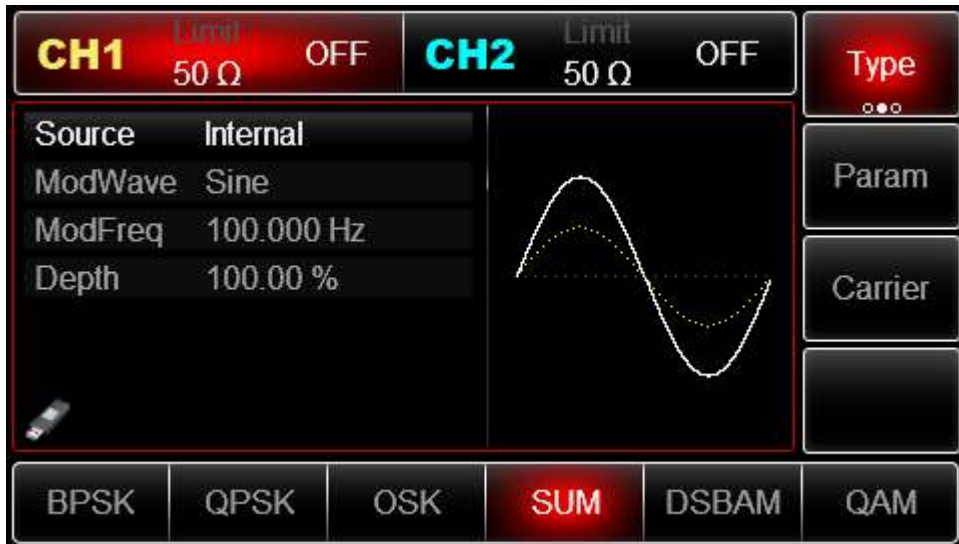 CH1 Limit 50 Ω OFF
CH2 Limit 50 Ω OFF
Type
Source Internal
ModWave Sine
ModFreq 100.000 Hz
Depth 100.00 %
Param
Carrier
BPSK QPSK OSK SUM DSBAM QAM